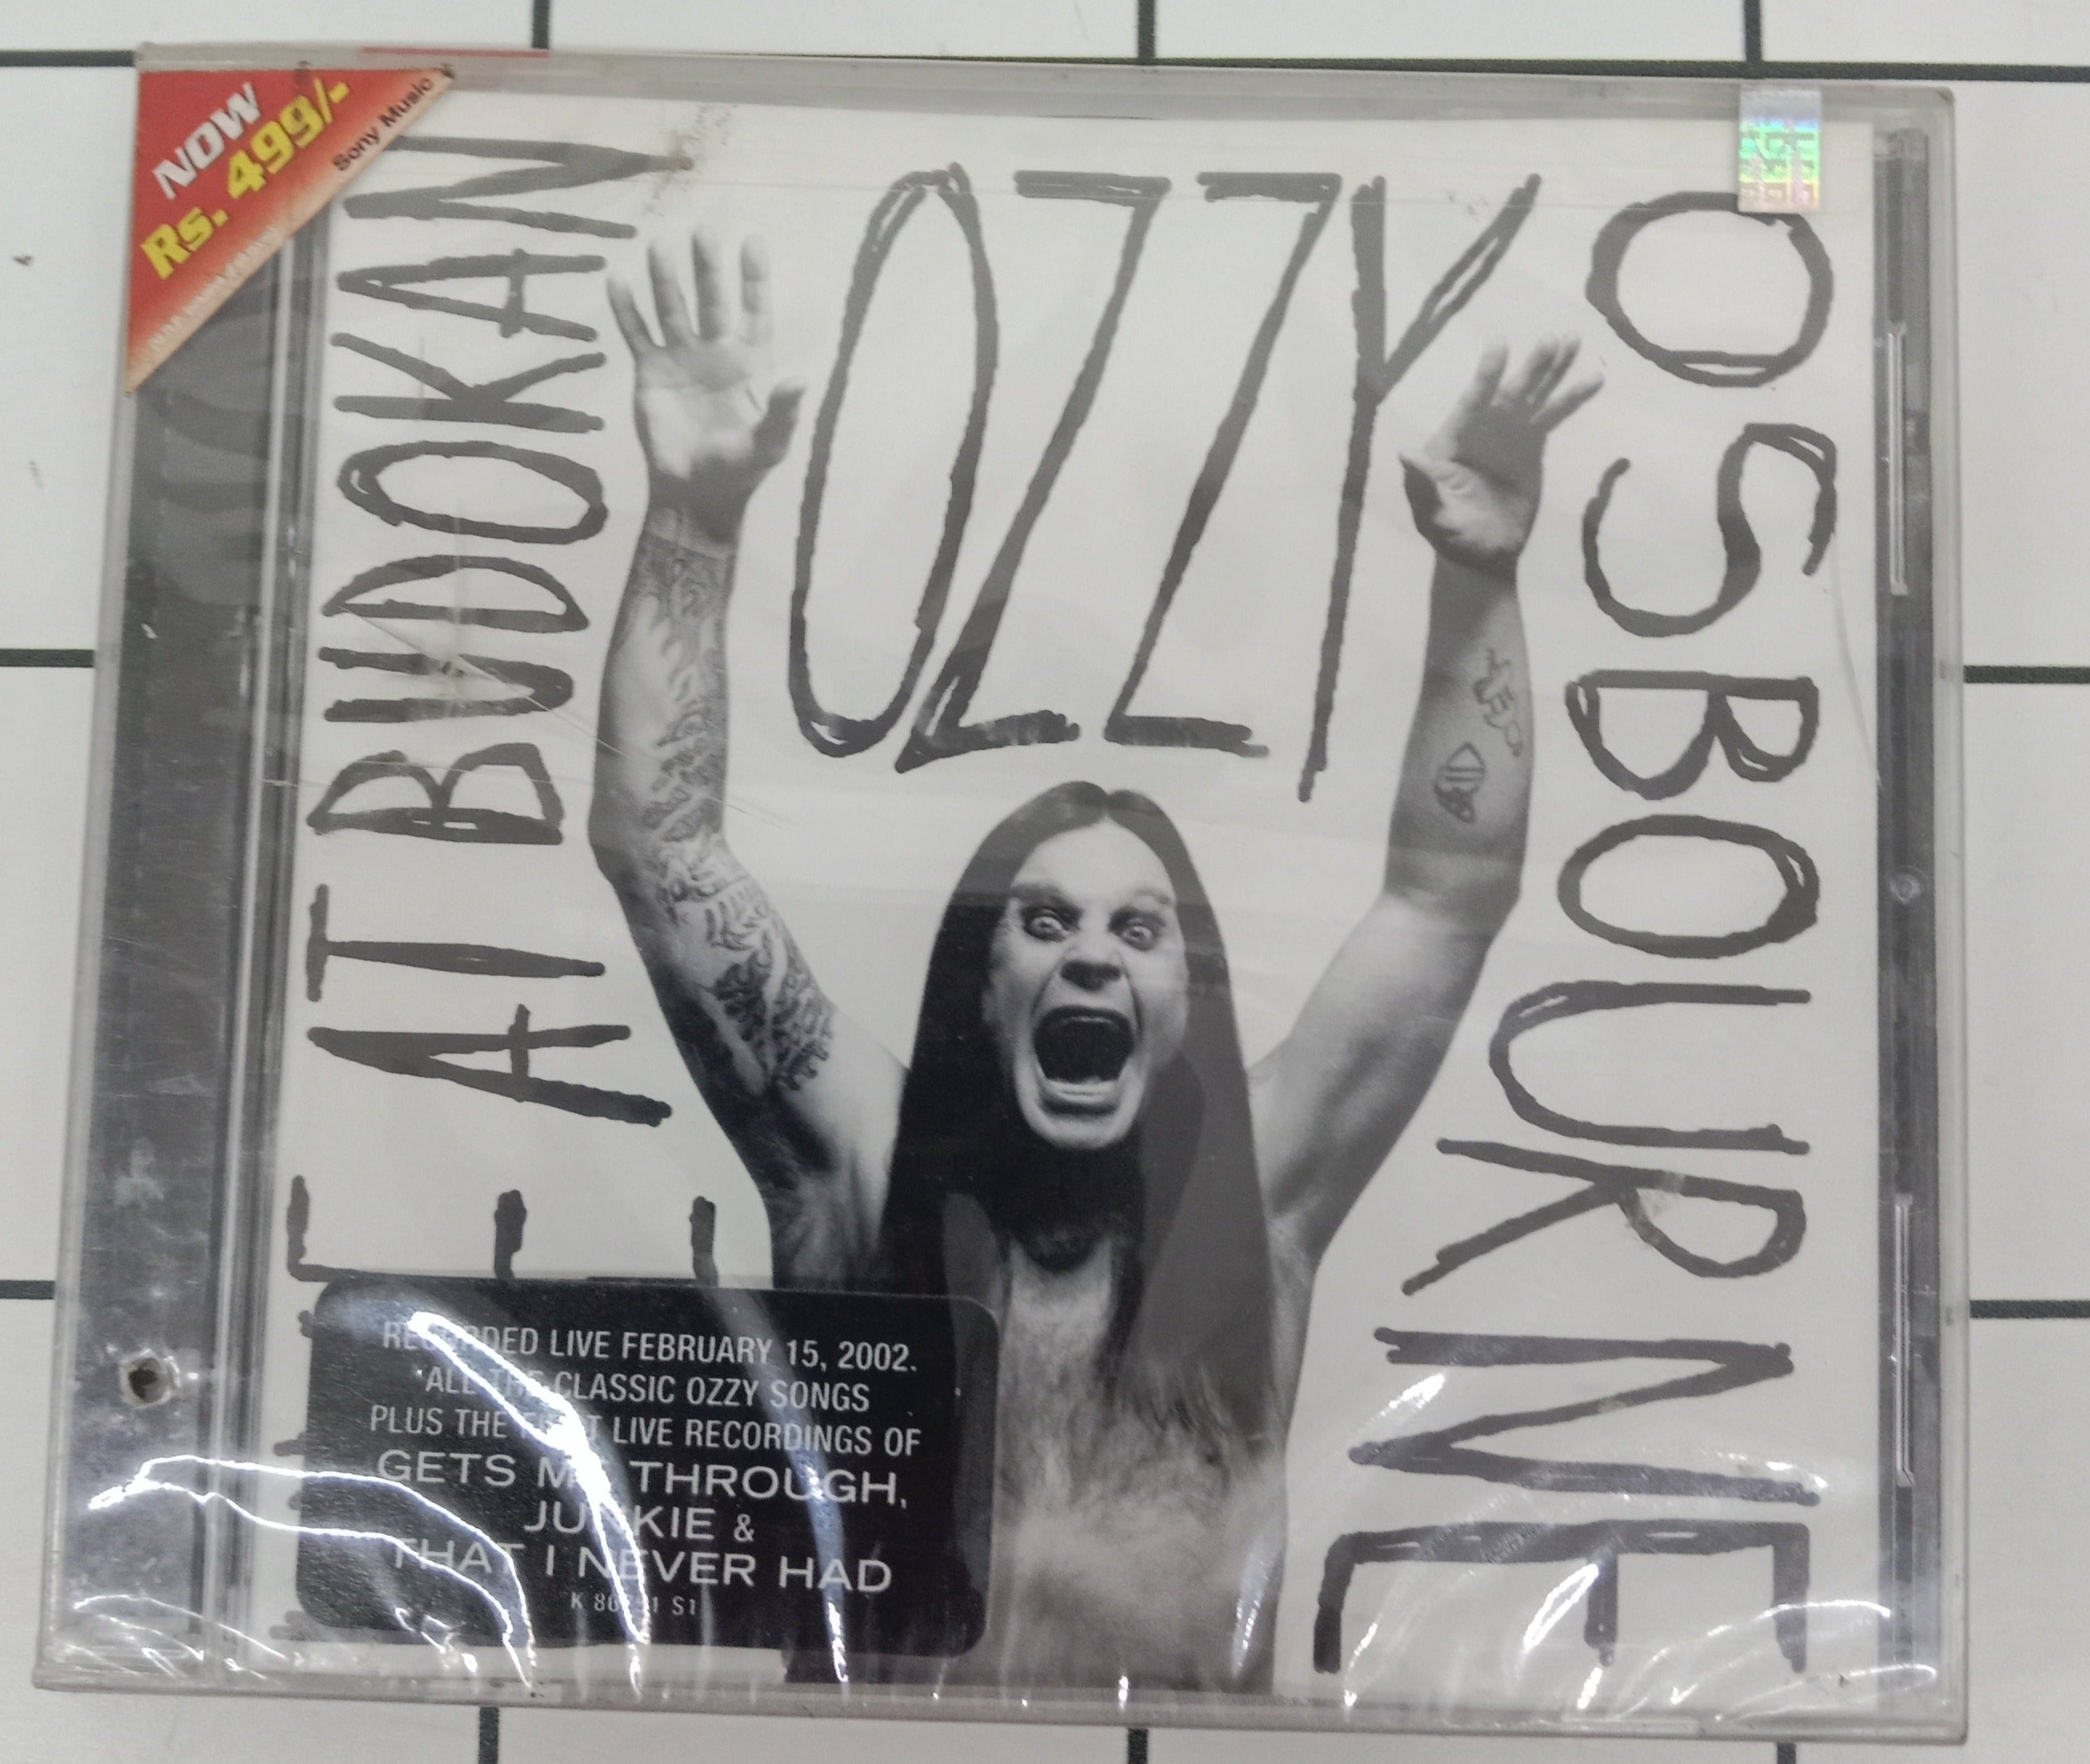 NOW
Rs. 499/-
Sony Music
AT BUDOKAN
OZZY
OSBOURNE
RECORDED LIVE FEBRUARY 15, 2002.
ALL THE CLASSIC OZZY SONGS
PLUS THE FIRST LIVE RECORDINGS OF
GETS ME THROUGH,
JUNKIE &
THAT I NEVER HAD